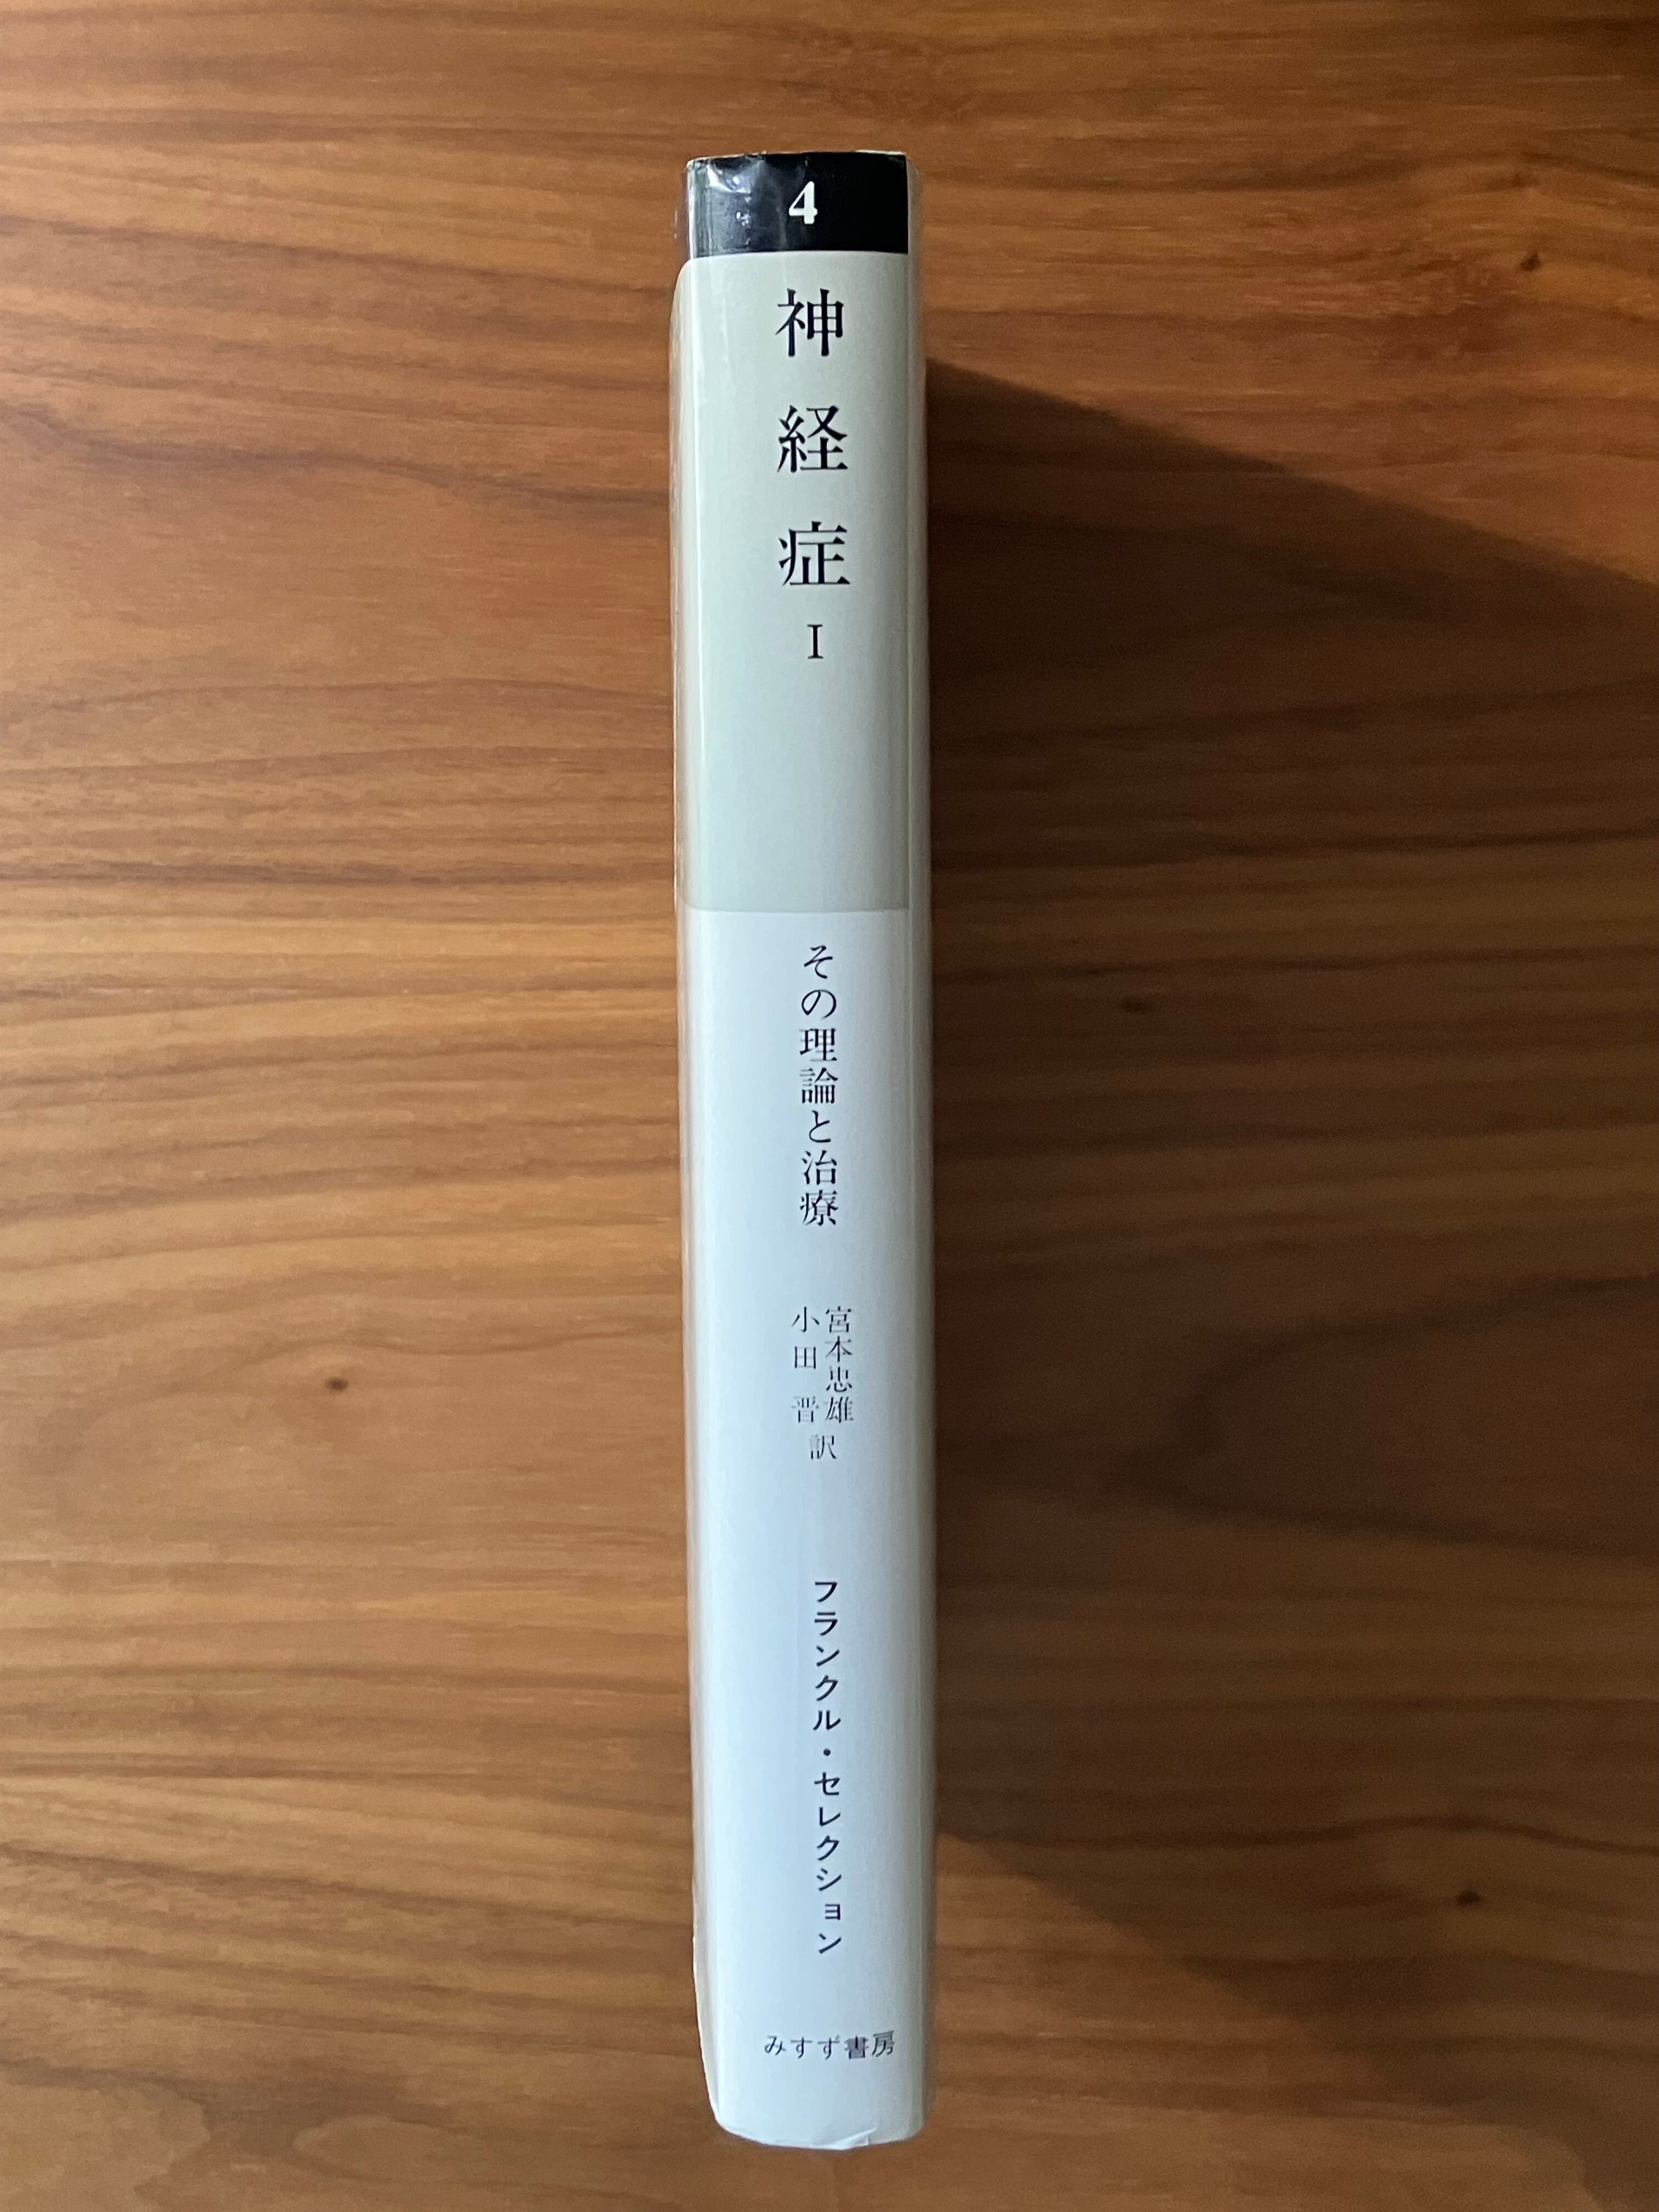 4
神経症 I
その理論と治療
宮本忠雄
小田 晋
訳
フランクル・セレクション
みすず書房